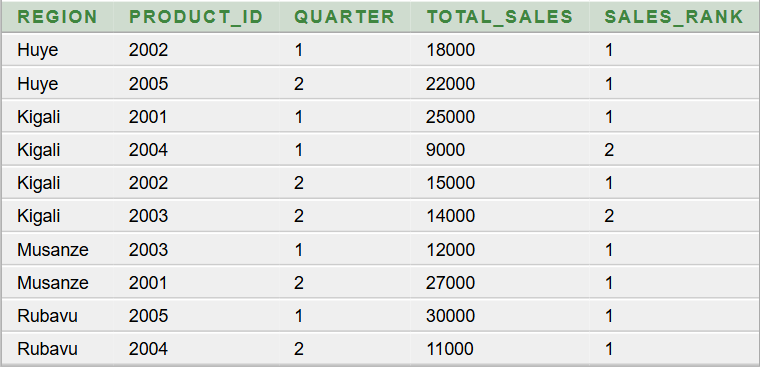 REGION PRODUCT_ID QUARTER TOTAL_SALES SALES_RANK
Huye 2002 1 18000 1
Huye 2005 2 22000 1
Kigali 2001 1 25000 1
Kigali 2004 1 9000 2
Kigali 2002 2 15000 1
Kigali 2003 2 14000 2
Musanze 2003 1 12000 1
Musanze 2001 2 27000 1
Rubavu 2005 1 30000 1
Rubavu 2004 2 11000 1